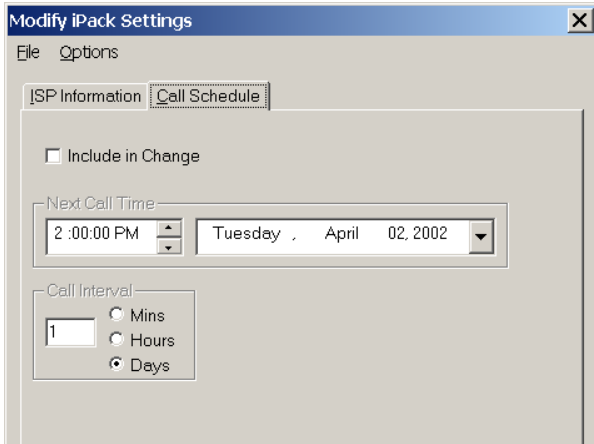 Modify iPack Settings
File Options
ISP Information Call Schedule
Include in Change
Next Call Time
2 :00:00 PM Tuesday , April 02, 2002
Call Interval
1
Mins
Hours
Days